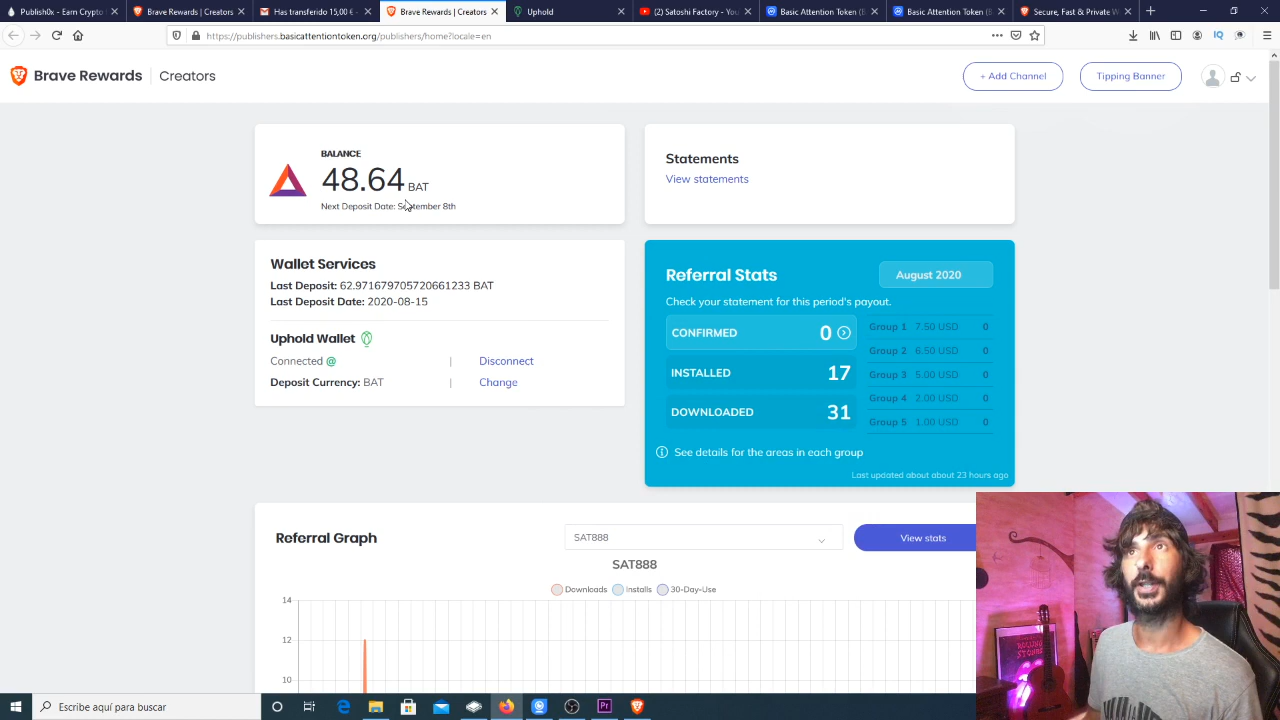 Publish0x - Earn Crypto
Brave Rewards | Creators
Has transferido 15,00 €
Brave Rewards | Creators
Uphold
(2) Satoshi Factory - You
Basic Attention Token (B
Basic Attention Token (B
Secure, Fast & Private W
https://publishers.basicattentiontoken.org/publishers/home?locale=en
IQ
Brave Rewards | Creators
+ Add Channel
Tipping Banner
BALANCE
48.64 BAT
Next Deposit Date: September 8th
Statements
View statements
Wallet Services
Last Deposit: 62.971679705720661233 BAT
Last Deposit Date: 2020-08-15
Uphold Wallet
Connected @ | Disconnect
Deposit Currency: BAT | Change
Referral Stats
August 2020
Check your statement for this period's payout.
CONFIRMED 0
INSTALLED 17
DOWNLOADED 31
Group 1 7.50 USD 0
Group 2 6.50 USD 0
Group 3 5.00 USD 0
Group 4 2.00 USD 0
Group 5 1.00 USD 0
See details for the areas in each group
Last updated about about 23 hours ago
Referral Graph
SAT888
View stats
SAT888
Downloads Installs 30-Day-Use
14
12
10
ROLLING
Escribe aquí para buscar
Pr